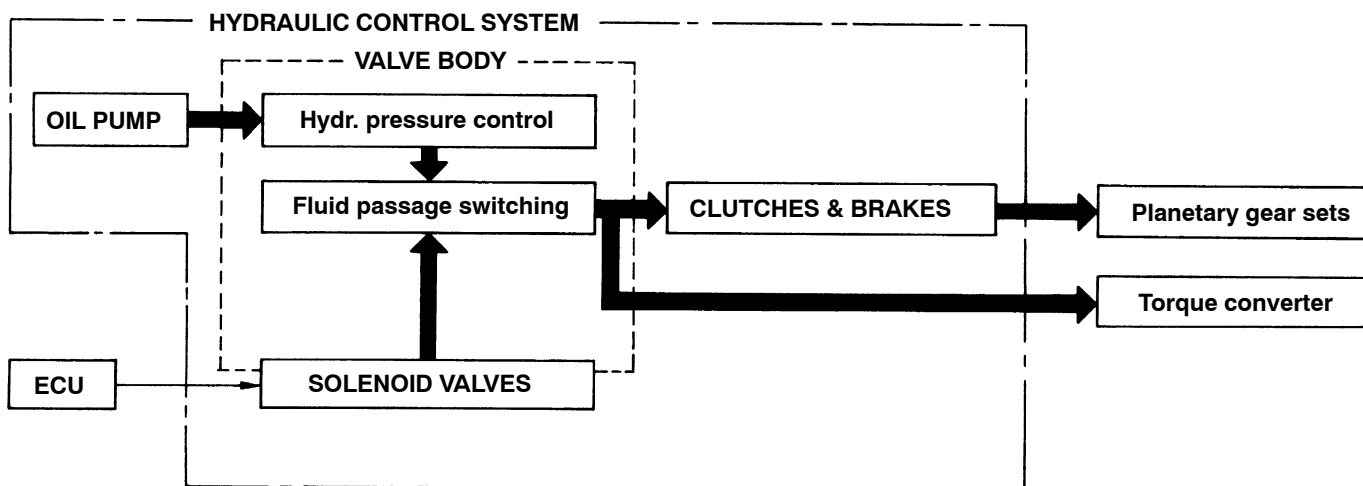 HYDRAULIC CONTROL SYSTEM
VALVE BODY
OIL PUMP
Hydr. pressure control
Fluid passage switching
CLUTCHES & BRAKES
Planetary gear sets
Torque converter
ECU
SOLENOID VALVES